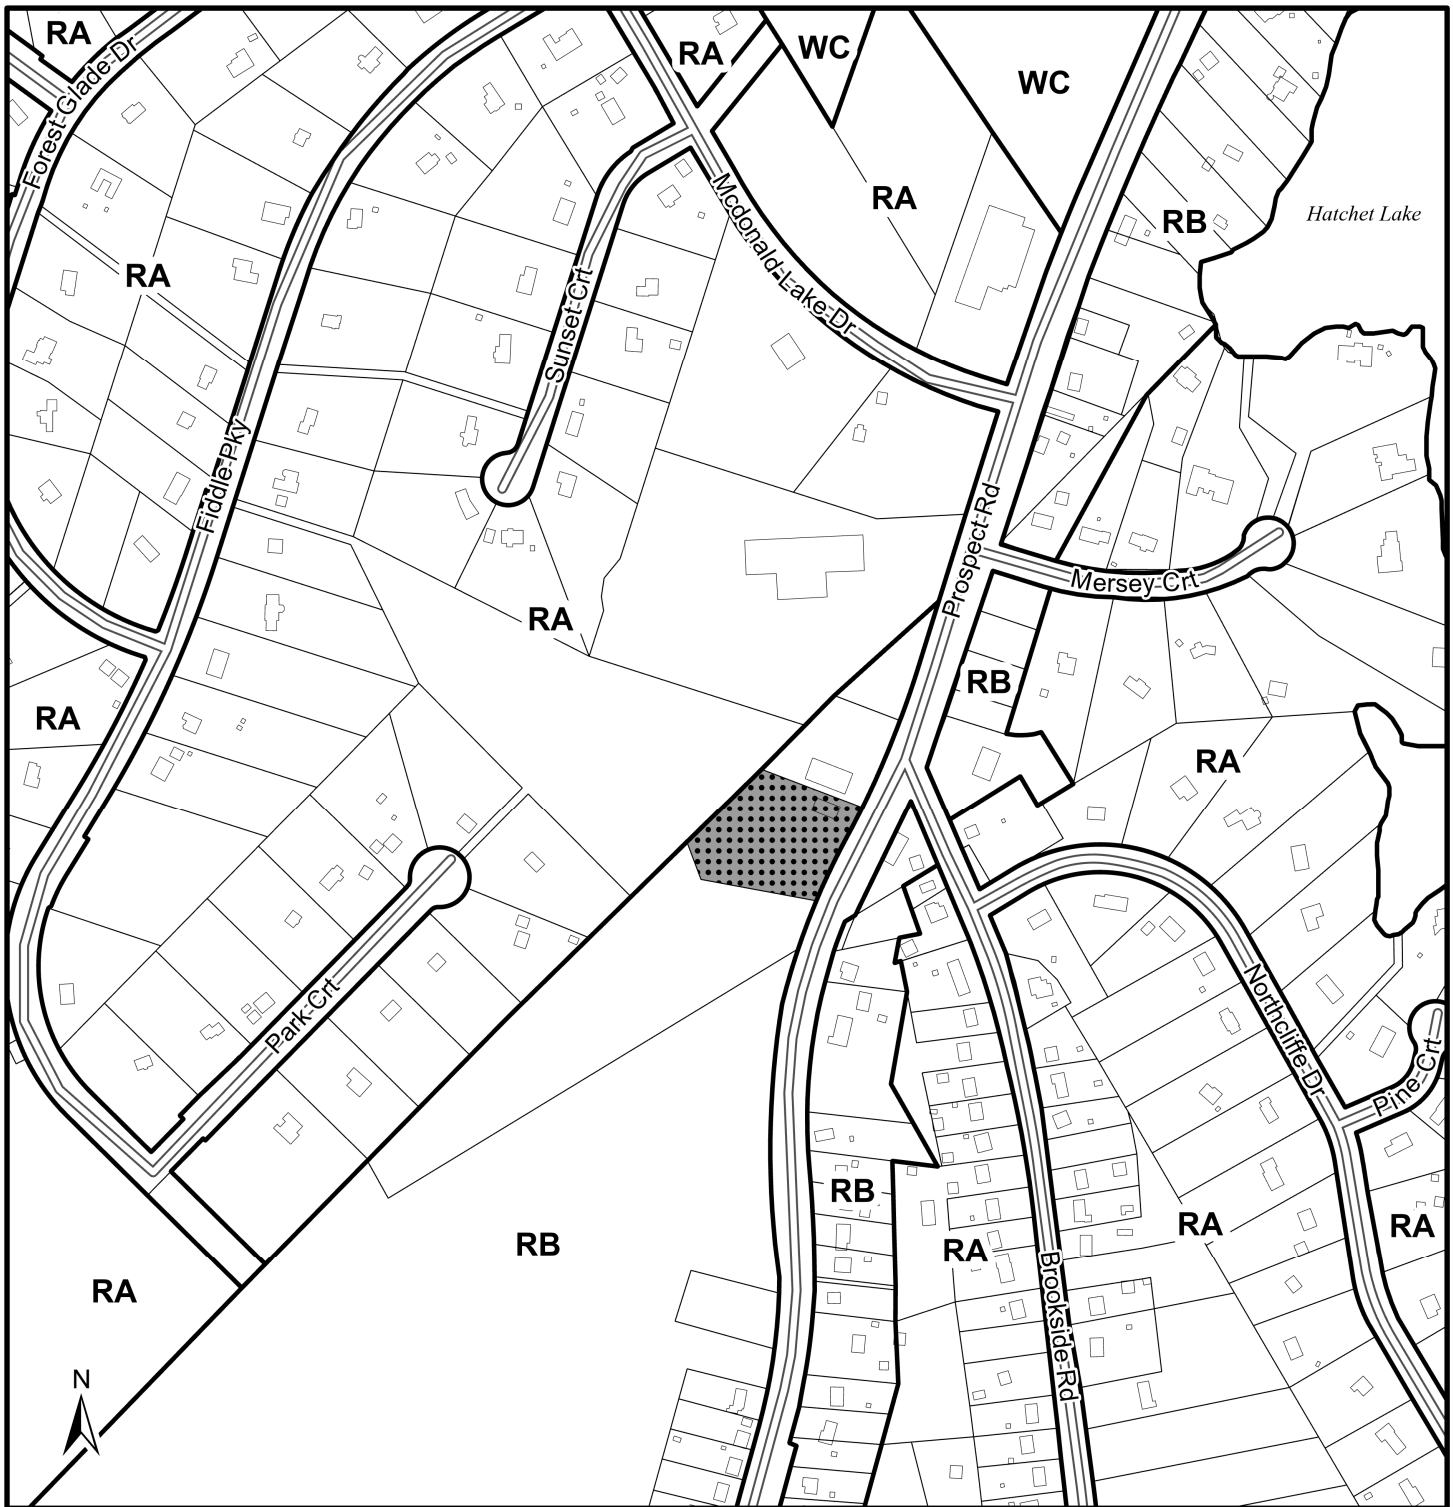 RA
Forest Glade Dr
RA
WC
WC
RA
RB
Hatchet Lake
Mcdonald Lake Dr
RA
Sunset Crt
Fiddle Pky
Prospect Rd
Mersey Crt
RA
RB
RA
RA
Park Crt
Northcliffe Dr
Pine Crt
RB
RA
RA
RA
RB
RA
Brookside Rd
N